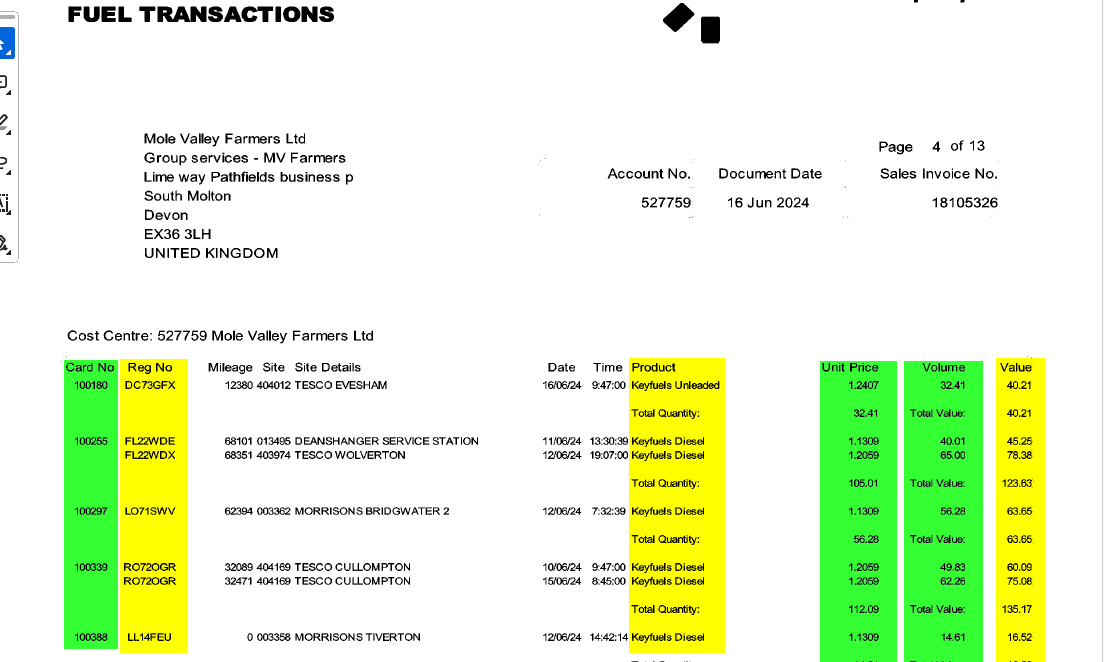 FUEL TRANSACTIONS
Mole Valley Farmers Ltd
Group services - MV Farmers
Lime way Pathfields business p
South Molton
Devon
EX36 3LH
UNITED KINGDOM
Page 4 of 13
Account No. Document Date Sales Invoice No.
527759 16 Jun 2024 18105326
Cost Centre: 527759 Mole Valley Farmers Ltd
Card No Reg No Mileage Site Site Details Date Time Product Unit Price Volume Value
100180 DC73GFX 12380 404012 TESCO EVESHAM 16/06/24 9:47:00 Keyfuels Unleaded 1.2407 32.41 40.21
Total Quantity: 32.41 Total Value: 40.21
100255 FL22WDE 68101 013495 DEANSHANGER SERVICE STATION 11/06/24 13:30:39 Keyfuels Diesel 1.1309 40.01 45.25
FL22WDX 68351 403974 TESCO WOLVERTON 12/06/24 19:07:00 Keyfuels Diesel 1.2059 65.00 78.38
Total Quantity: 105.01 Total Value: 123.63
100297 LO71SWV 62394 003362 MORRISONS BRIDGWATER 2 12/06/24 7:32:39 Keyfuels Diesel 1.1309 56.28 63.65
Total Quantity: 56.28 Total Value: 63.65
100339 RO72OGR 32089 404169 TESCO CULLOMPTON 10/06/24 9:47:00 Keyfuels Diesel 1.2059 49.83 60.09
RO72OGR 32471 404169 TESCO CULLOMPTON 15/06/24 8:45:00 Keyfuels Diesel 1.2059 62.26 75.08
Total Quantity: 112.09 Total Value: 135.17
100388 LL14FEU 0 003358 MORRISONS TIVERTON 12/06/24 14:42:14 Keyfuels Diesel 1.1309 14.61 16.52